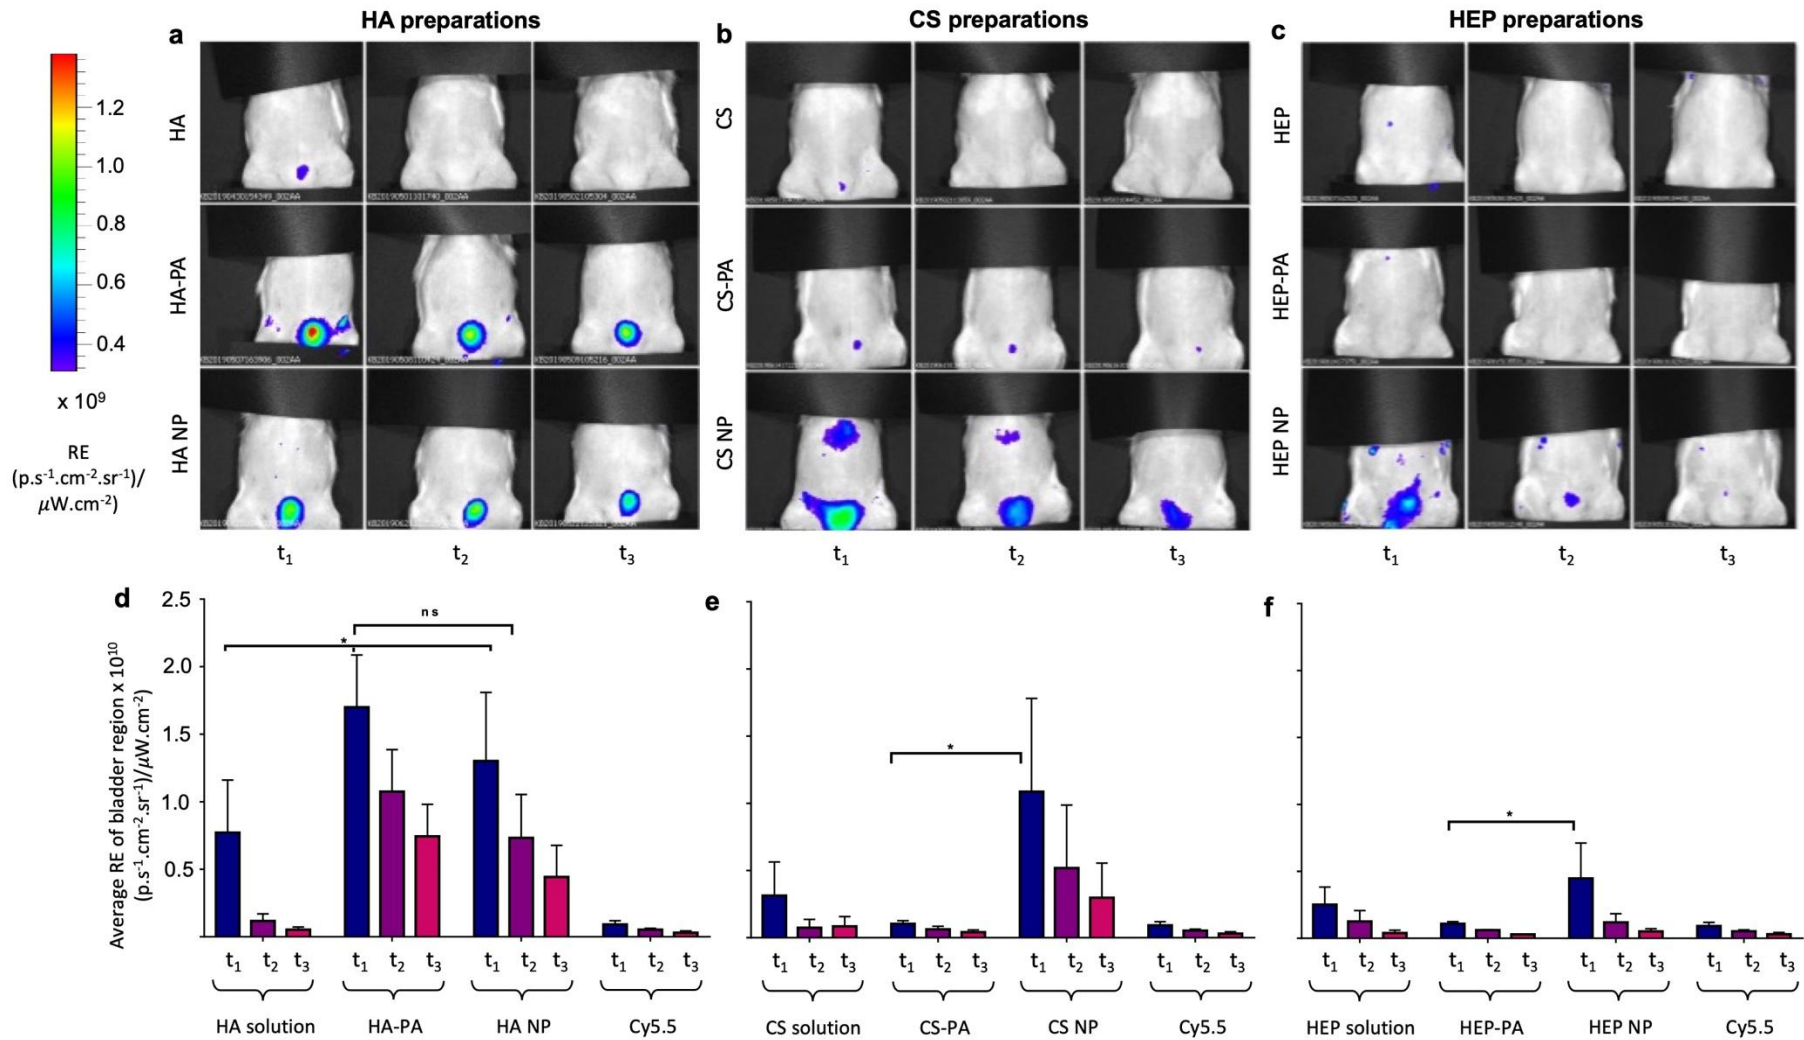 HA preparations
CS preparations
HEP preparations
a
b
c
1.2
1.0
0.8
0.6
0.4
x 10⁹
RE
(p.s⁻¹.cm⁻².sr⁻¹)/
μW.cm⁻²)
HA
HA-PA
HA NP
CS
CS-PA
CS NP
HEP
HEP-PA
HEP NP
t₁ t₂ t₃
t₁ t₂ t₃
t₁ t₂ t₃
d
e
f
Average RE of bladder region x 10¹⁰
(p.s⁻¹.cm⁻².sr⁻¹)/μW.cm⁻²)
2.5
2.0
1.5
1.0
0.5
n s
*
*
*
t₁ t₂ t₃ t₁ t₂ t₃ t₁ t₂ t₃ t₁ t₂ t₃
HA solution HA-PA HA NP Cy5.5
t₁ t₂ t₃ t₁ t₂ t₃ t₁ t₂ t₃ t₁ t₂ t₃
CS solution CS-PA CS NP Cy5.5
t₁ t₂ t₃ t₁ t₂ t₃ t₁ t₂ t₃ t₁ t₂ t₃
HEP solution HEP-PA HEP NP Cy5.5